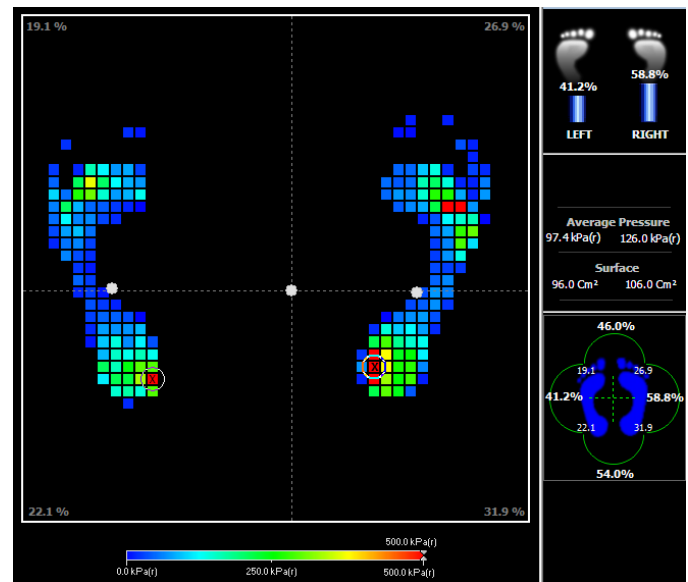 19.1 %
26.9 %
22.1 %
31.9 %
X
X
500.0 kPa(r)
0.0 kPa(r)
250.0 kPa(r)
500.0 kPa(r)
41.2%
58.8%
LEFT
RIGHT
Average Pressure
97.4 kPa(r)
126.0 kPa(r)
Surface
96.0 Cm²
106.0 Cm²
46.0%
19.1
26.9
41.2%
58.8%
22.1
31.9
54.0%